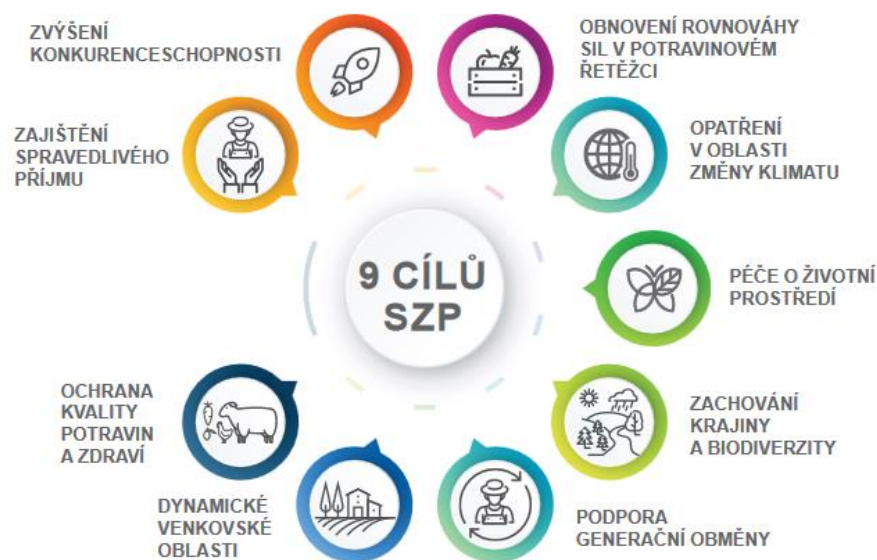 ZVÝŠENÍ
KONKURENCESCHOPNOSTI
OBNOVENÍ ROVNOVÁHY
SIL V POTRAVINOVÉM
ŘETĚZCI
ZAJIŠTĚNÍ
SPRAVEDLIVÉHO
PŘÍJMU
OPATŘENÍ
V OBLASTI
ZMĚNY KLIMATU
9 CÍLŮ
SZP
PÉČE O ŽIVOTNÍ
PROSTŘEDÍ
OCHRANA
KVALITY
POTRAVIN
A ZDRAVÍ
ZACHOVÁNÍ
KRAJINY
A BIODIVERZITY
DYNAMICKÉ
VENKOVSKÉ
OBLASTI
PODPORA
GENERAČNÍ OBMĚNY